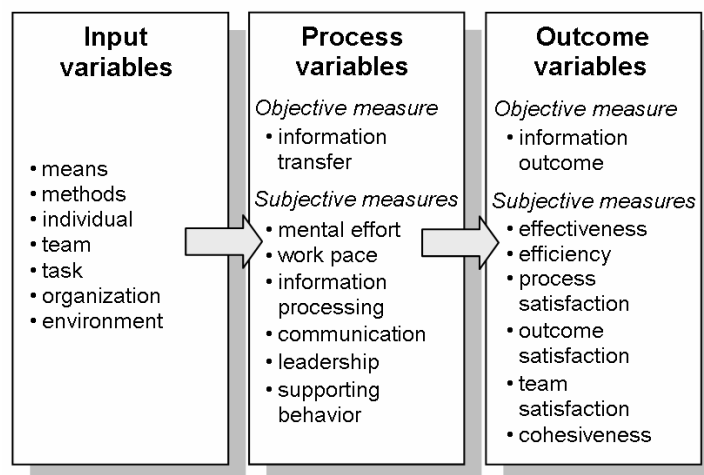 Input
variables
• means
• methods
• individual
• team
• task
• organization
• environment
Process
variables
Objective measure
• information
transfer
Subjective measures
• mental effort
• work pace
• information
processing
• communication
• leadership
• supporting
behavior
Outcome
variables
Objective measure
• information
outcome
Subjective measures
• effectiveness
• efficiency
• process
satisfaction
• outcome
satisfaction
• team
satisfaction
• cohesiveness